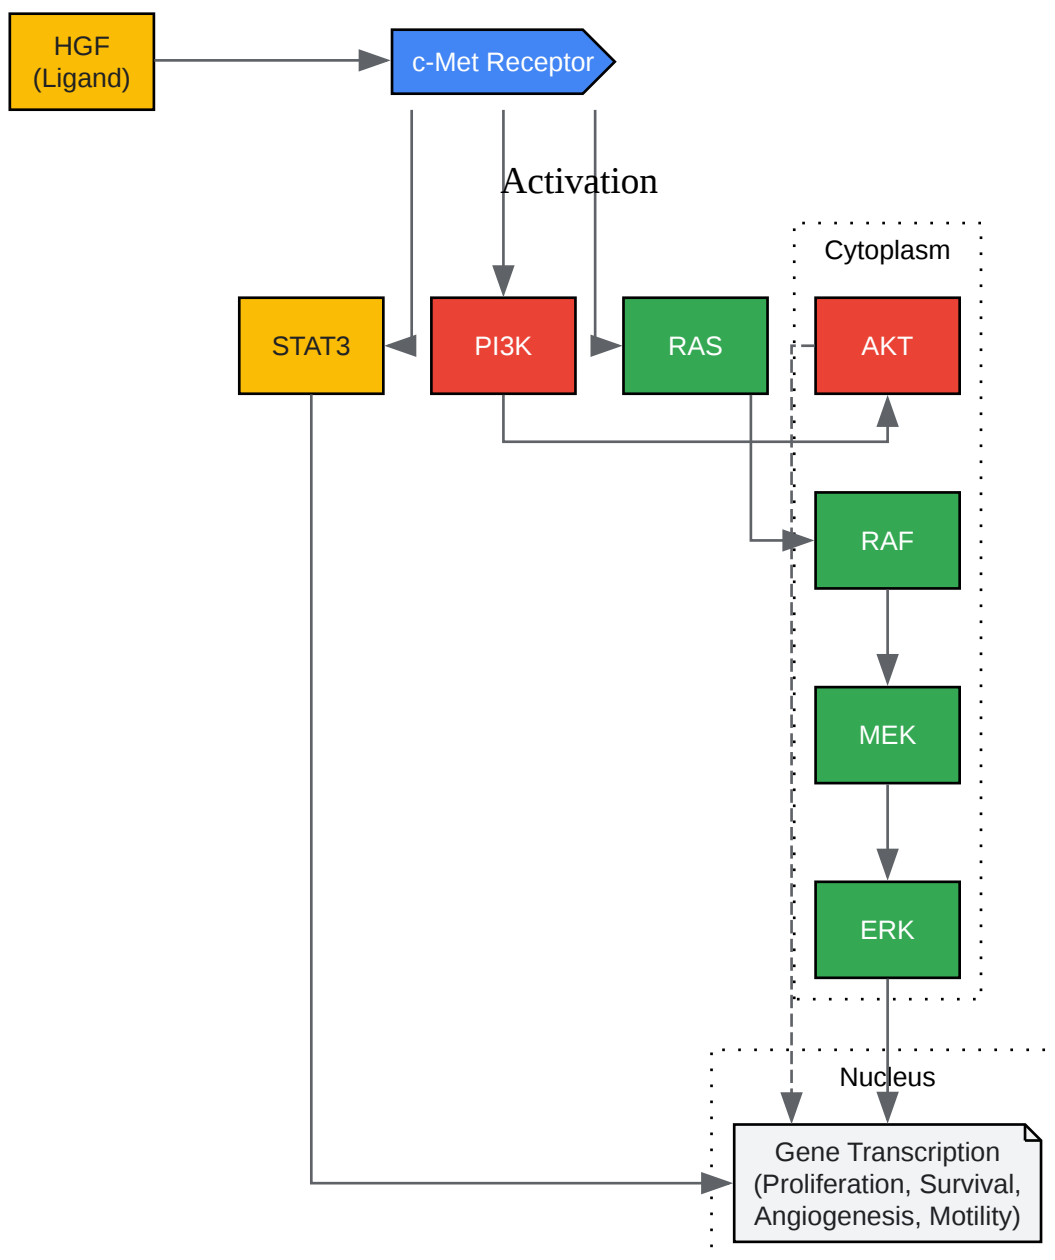 HGF
(Ligand)
c-Met Receptor
Activation
Cytoplasm
STAT3
PI3K
RAS
AKT
RAF
MEK
ERK
Nucleus
Gene Transcription
(Proliferation, Survival,
Angiogenesis, Motility)